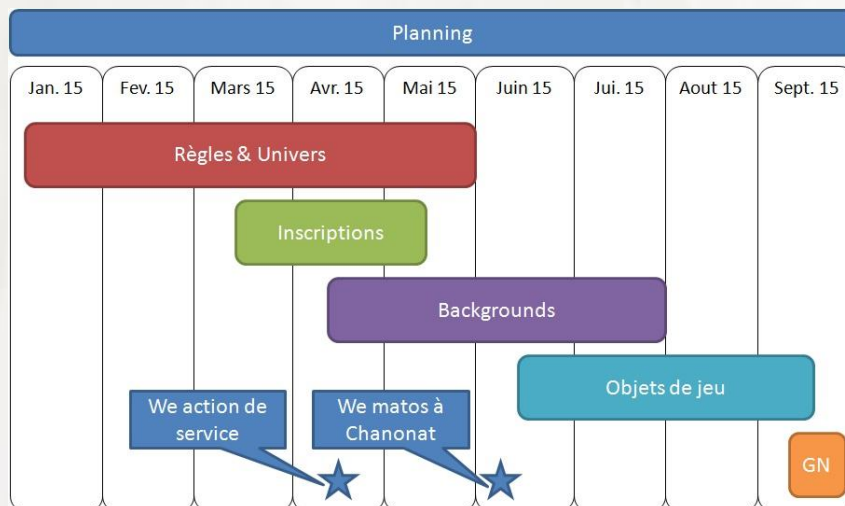 Planning
Jan. 15
Fev. 15
Mars 15
Avr. 15
Mai 15
Juin 15
Jui. 15
Aout 15
Sept. 15
Règles & Univers
Inscriptions
Backgrounds
Objets de jeu
We action de
service
We matos à
Chanonat
GN